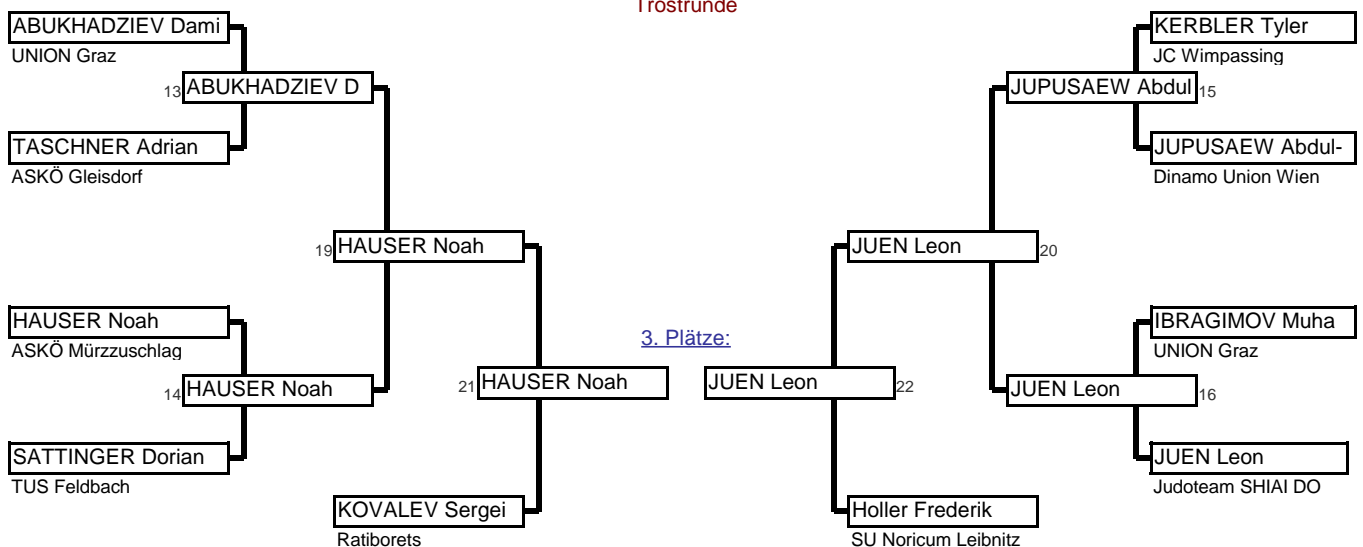 Trostrunde
ABUKHADZIEV Dami
UNION Graz
KERBLER Tyler
JC Wimpassing
13 ABUKHADZIEV D
JUPUSAEW Abdul 15
TASCHNER Adrian
ASKÖ Gleisdorf
JUPUSAEW Abdul-
Dinamo Union Wien
19 HAUSER Noah
JUEN Leon 20
HAUSER Noah
ASKÖ Mürzzuschlag
IBRAGIMOV Muha
UNION Graz
3. Plätze:
14 HAUSER Noah
21 HAUSER Noah
JUEN Leon 22
JUEN Leon 16
SATTINGER Dorian
TUS Feldbach
JUEN Leon
Judoteam SHIAI DO
KOVALEV Sergei
Ratiborets
Holler Frederik
SU Noricum Leibnitz